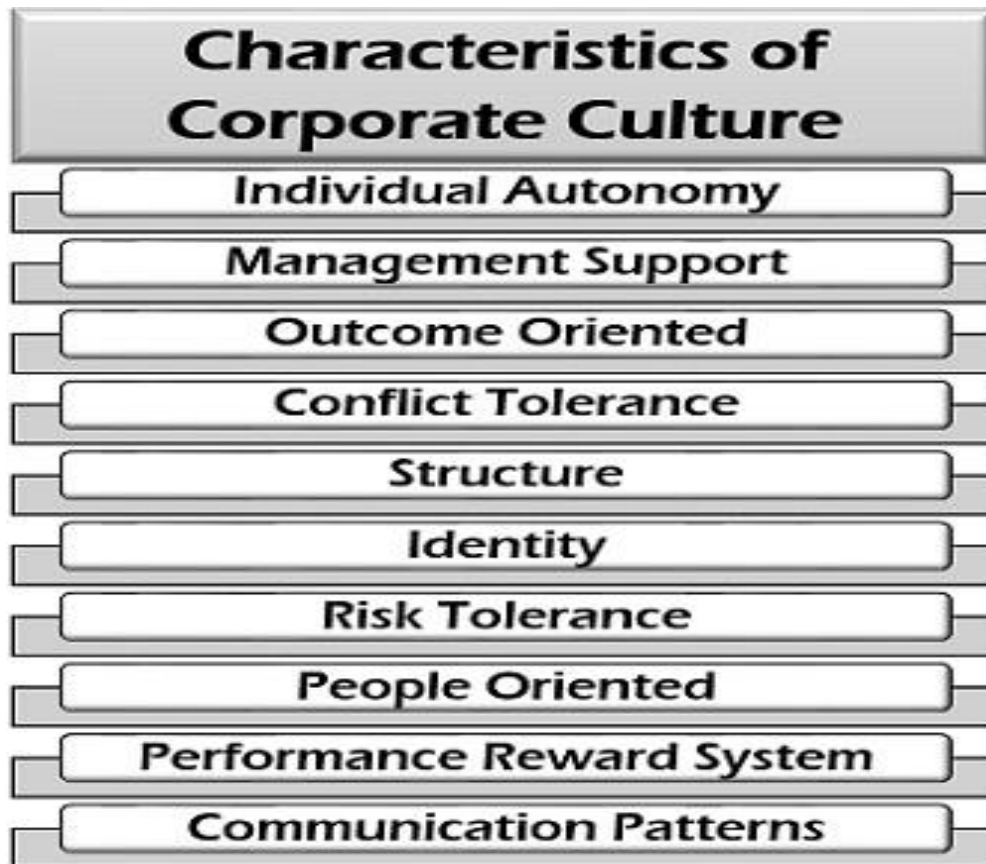 Characteristics of
Corporate Culture
Individual Autonomy
Management Support
Outcome Oriented
Conflict Tolerance
Structure
Identity
Risk Tolerance
People Oriented
Performance Reward System
Communication Patterns